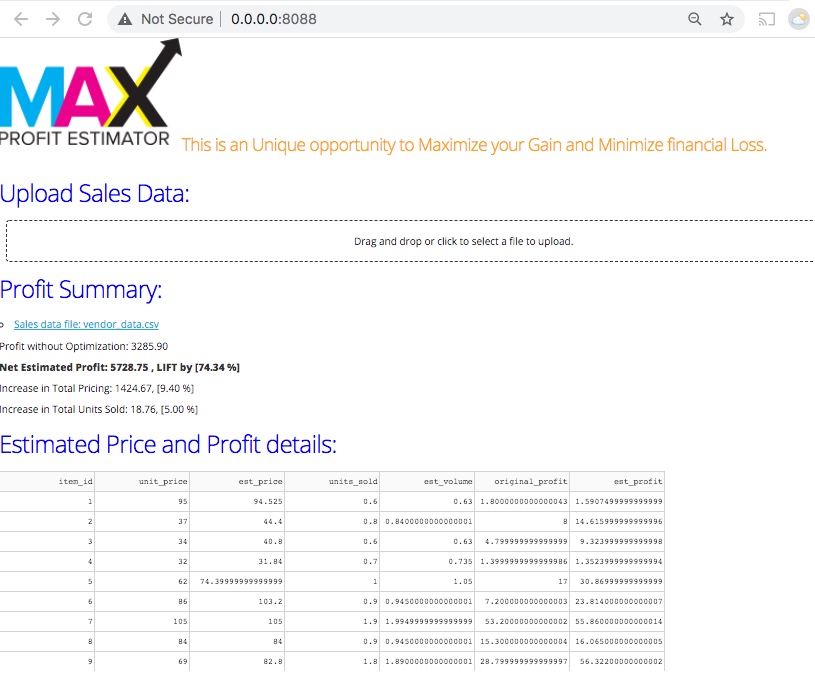 Not Secure | 0.0.0.0:8088
MAX
PROFIT ESTIMATOR
This is an Unique opportunity to Maximize your Gain and Minimize financial Loss.
Upload Sales Data:
Drag and drop or click to select a file to upload.
Profit Summary:
Sales data file: vendor_data.csv
Profit without Optimization: 3285.90
Net Estimated Profit: 5728.75 , LIFT by [74.34 %]
Increase in Total Pricing: 1424.67, [9.40 %]
Increase in Total Units Sold: 18.76, [5.00 %]
Estimated Price and Profit details:
item_id unit_price est_price units_sold est_volume original_profit est_profit
1 95 94.525 0.6 0.63 1.8000000000000043 1.5907499999999999
2 37 44.4 0.8 0.8400000000000001 8 14.615999999999996
3 34 40.8 0.6 0.63 4.799999999999999 9.323999999999998
4 32 31.84 0.7 0.735 1.3999999999999986 1.3523999999999994
5 62 74.39999999999999 1 1.05 17 30.86999999999999
6 86 103.2 0.9 0.9450000000000001 7.200000000000003 23.814000000000007
7 105 105 1.9 1.9949999999999999 53.20000000000002 55.860000000000014
8 84 84 0.9 0.9450000000000001 15.300000000000004 16.065000000000005
9 69 82.8 1.8 1.8900000000000001 28.799999999999997 56.32200000000002